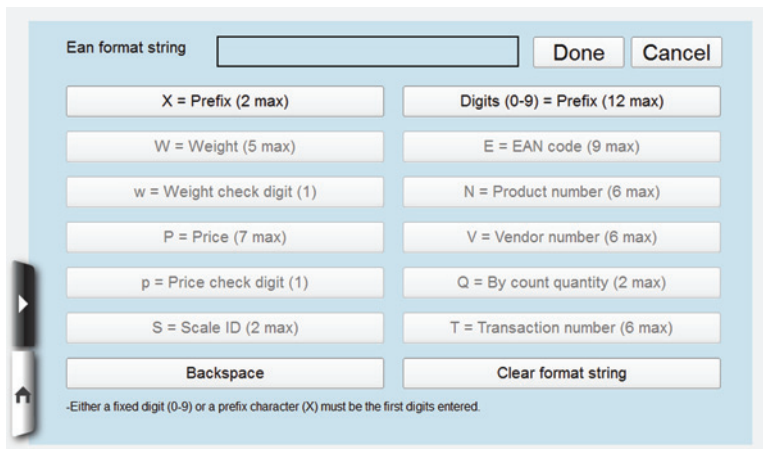 Ean format string
Done
Cancel
X = Prefix (2 max)
Digits (0-9) = Prefix (12 max)
W = Weight (5 max)
E = EAN code (9 max)
w = Weight check digit (1)
N = Product number (6 max)
P = Price (7 max)
V = Vendor number (6 max)
p = Price check digit (1)
Q = By count quantity (2 max)
S = Scale ID (2 max)
T = Transaction number (6 max)
Backspace
Clear format string
-Either a fixed digit (0-9) or a prefix character (X) must be the first digits entered.